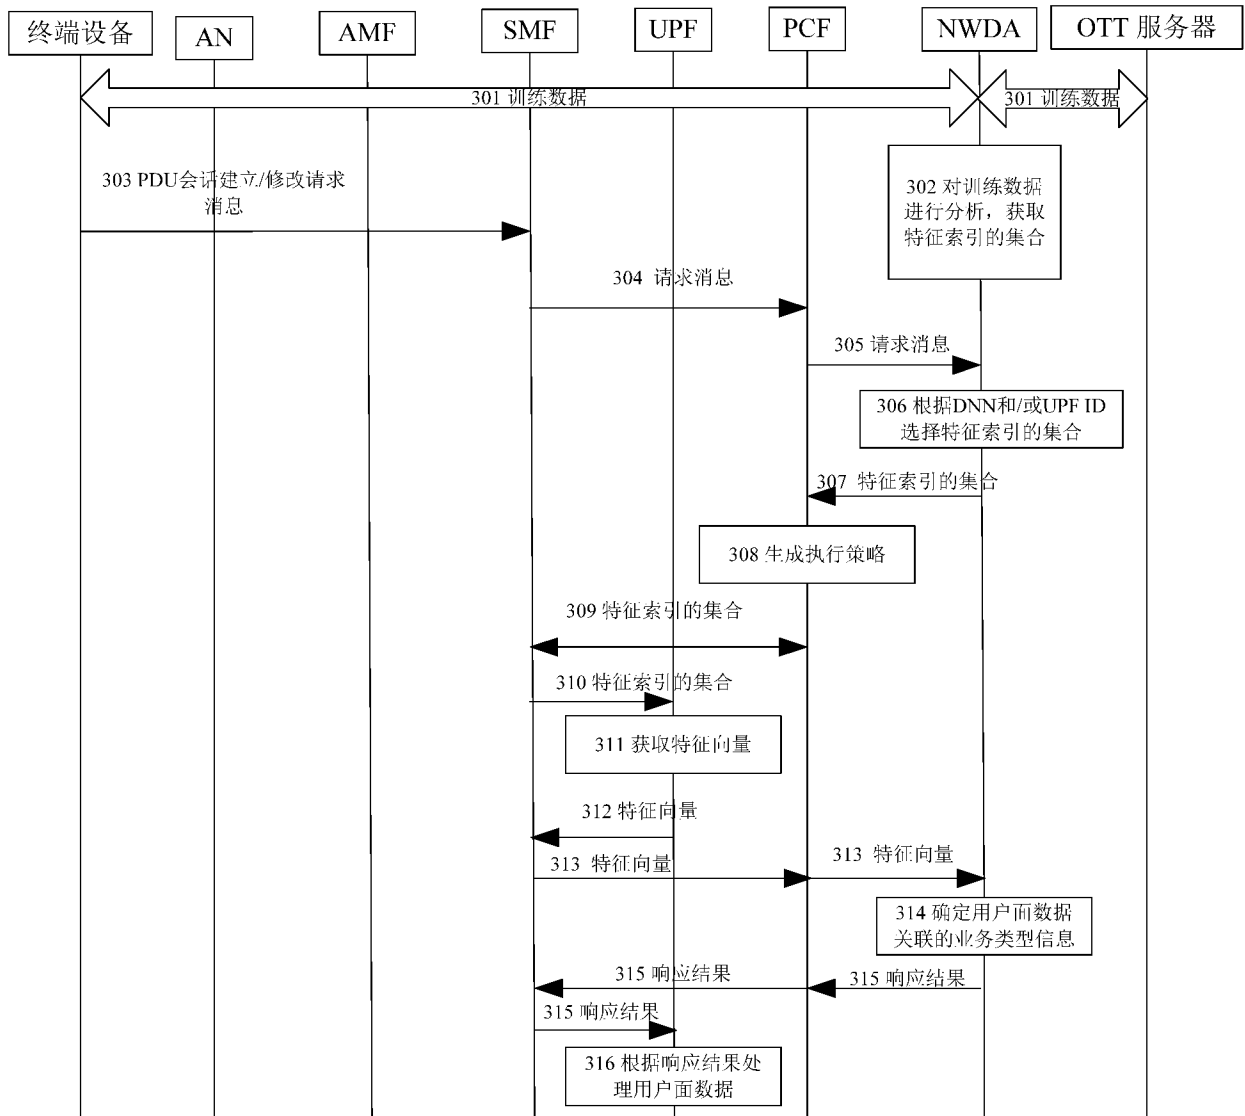 终端设备
AN
AMF
SMF
UPF
PCF
NWDA
OTT 服务器
301 训练数据
301 训练数据
302 对训练数据
进行分析，获取
特征索引的集合
303 PDU会话建立/修改请求
消息
304 请求消息
305 请求消息
306 根据DNN和/或UPF ID
选择特征索引的集合
307 特征索引的集合
308 生成执行策略
309 特征索引的集合
310 特征索引的集合
311 获取特征向量
312 特征向量
313 特征向量
313 特征向量
314 确定用户面数据
关联的业务类型信息
315 响应结果
315 响应结果
315 响应结果
316 根据响应结果处
理用户面数据